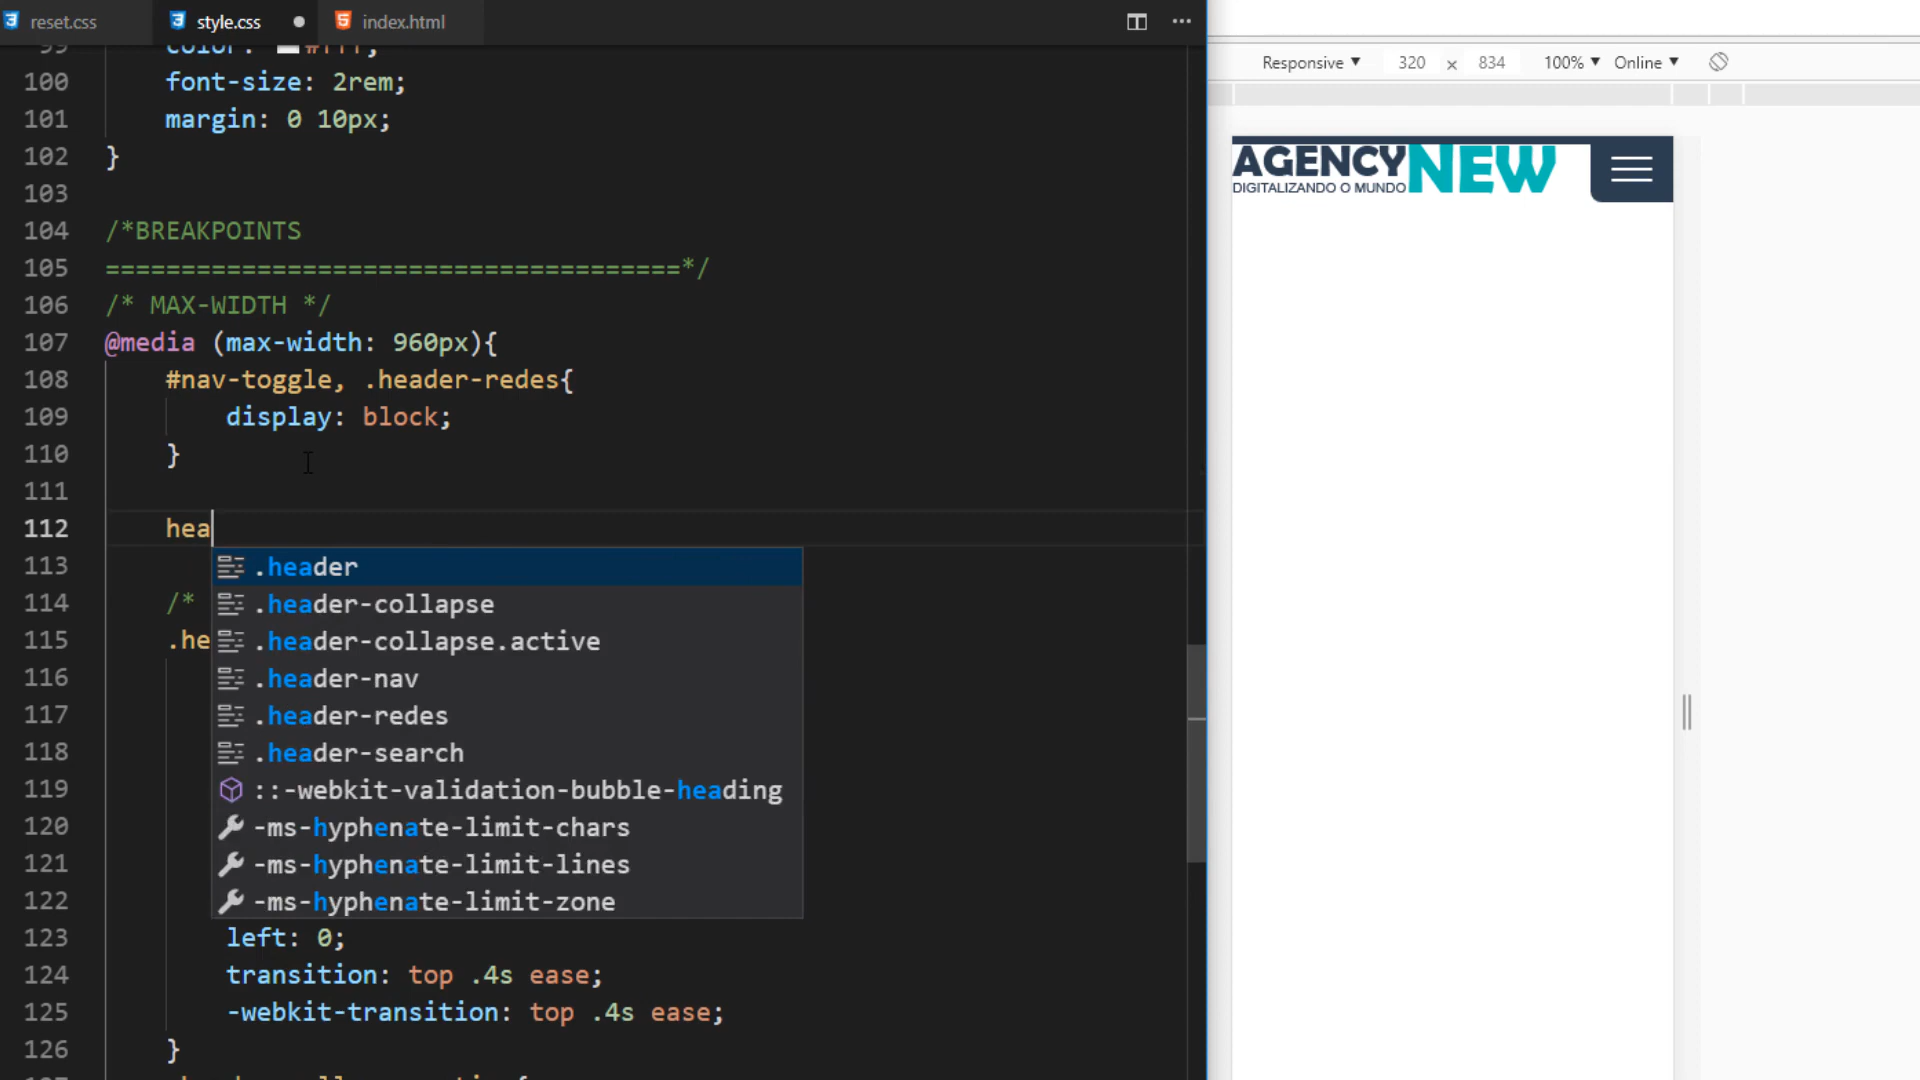 reset.css
style.css
index.html
99 color: #fff;
100 font-size: 2rem;
101 margin: 0 10px;
102 }
103
104 /*BREAKPOINTS
105 ======================================*/
106 /* MAX-WIDTH */
107 @media (max-width: 960px){
108 #nav-toggle, .header-redes{
109 display: block;
110 }
111
112 hea
113
114 /*
115 .he
116
117
118
119
120
121
122
123 left: 0;
124 transition: top .4s ease;
125 -webkit-transition: top .4s ease;
126 }
.header
.header-collapse
.header-collapse.active
.header-nav
.header-redes
.header-search
::-webkit-validation-bubble-heading
-ms-hyphenate-limit-chars
-ms-hyphenate-limit-lines
-ms-hyphenate-limit-zone
Responsive ▼ 320 × 834 100% ▼ Online ▼
AGENCYNEW
DIGITALIZANDO O MUNDO